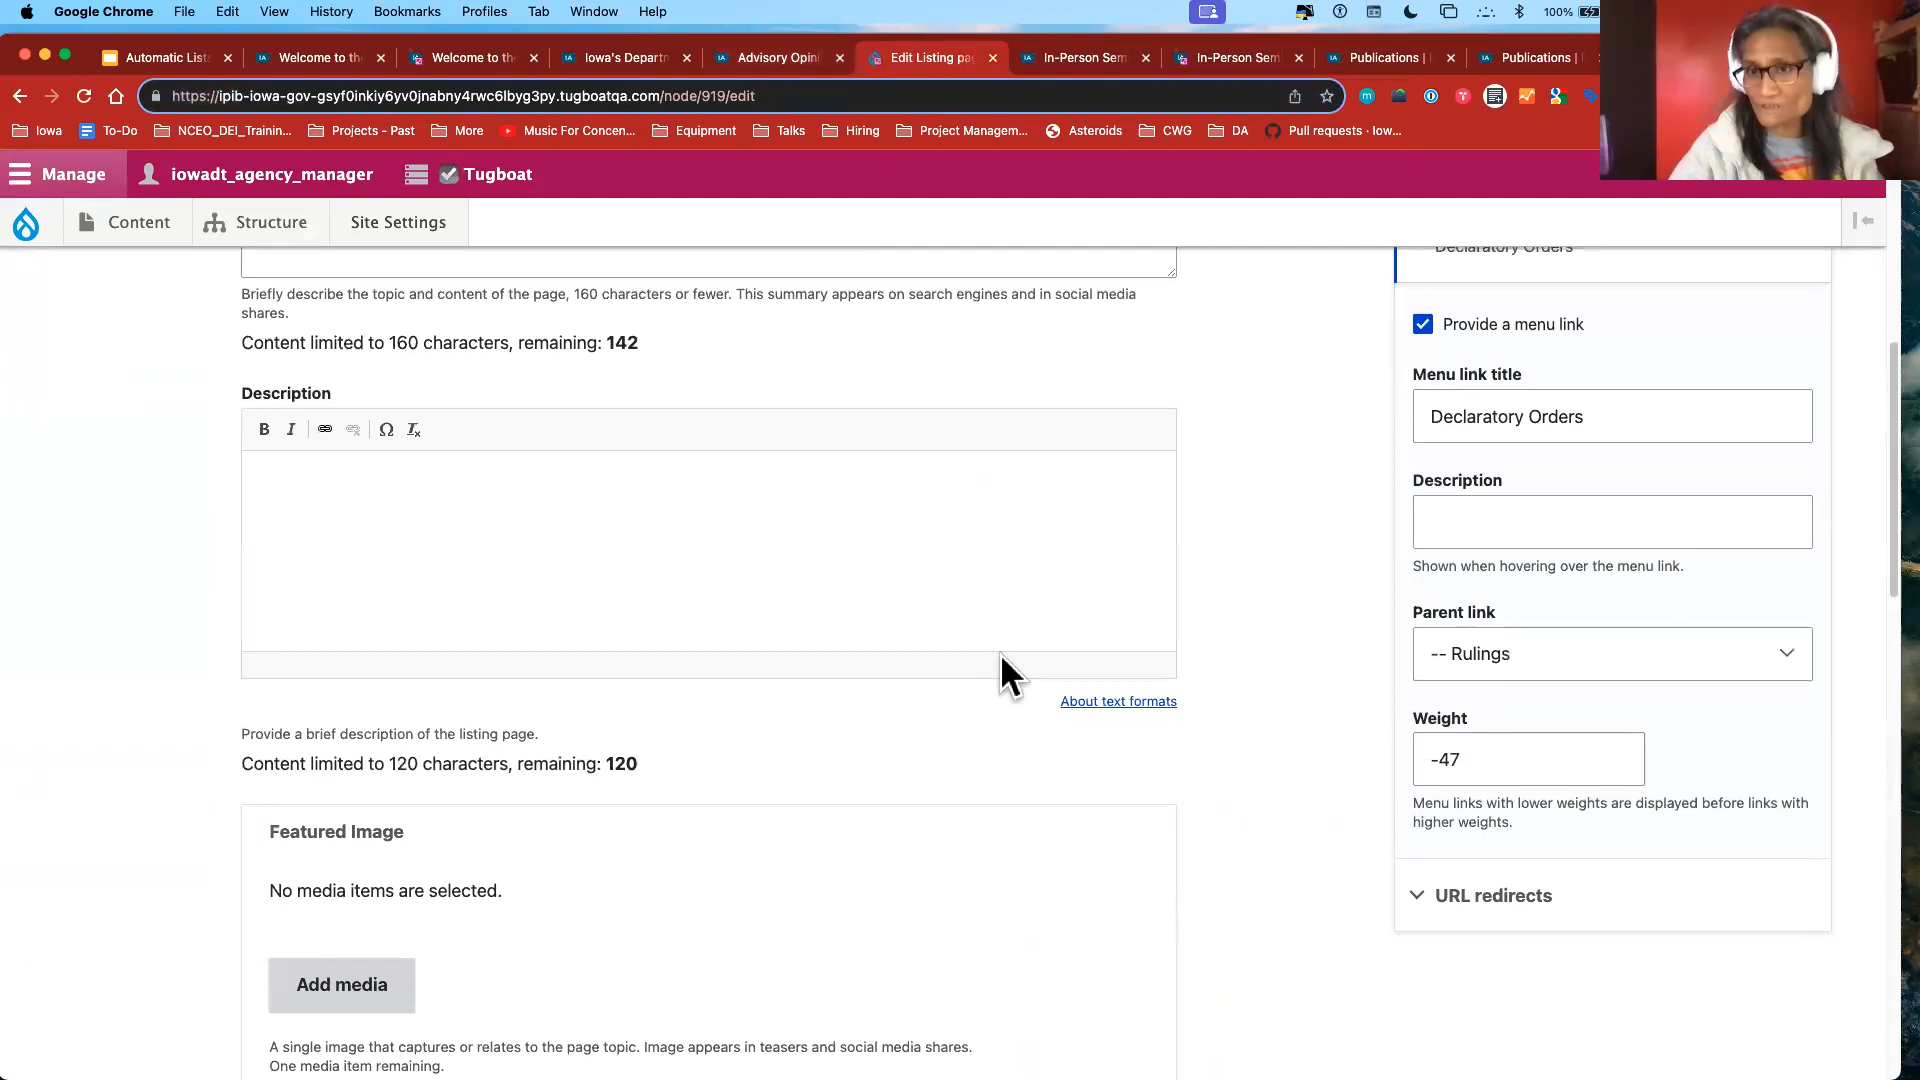 Google Chrome File Edit View History Bookmarks Profiles Tab Window Help 100%
Automatic List Welcome to th Welcome to the Iowa's Departm Advisory Opini Edit Listing pag In-Person Sem In-Person Sem Publications | Publications |
https://ipib-iowa-gov-gsyf0inkiy6yv0jnabny4rwc6lbyg3py.tugboatqa.com/node/919/edit
Iowa To-Do NCEO_DEI_Trainin... Projects - Past More Music For Concen... Equipment Talks Hiring Project Managem... Asteroids CWG DA Pull requests · Iow...
Manage iowadt_agency_manager Tugboat
Content Structure Site Settings
Declaratory Orders
Briefly describe the topic and content of the page, 160 characters or fewer. This summary appears on search engines and in social media
shares.
Content limited to 160 characters, remaining: 142
Description
B I Ω Ix
About text formats
Provide a brief description of the listing page.
Content limited to 120 characters, remaining: 120
Featured Image
No media items are selected.
Add media
A single image that captures or relates to the page topic. Image appears in teasers and social media shares.
One media item remaining.
Provide a menu link
Menu link title
Declaratory Orders
Description
Shown when hovering over the menu link.
Parent link
-- Rulings
Weight
-47
Menu links with lower weights are displayed before links with
higher weights.
URL redirects